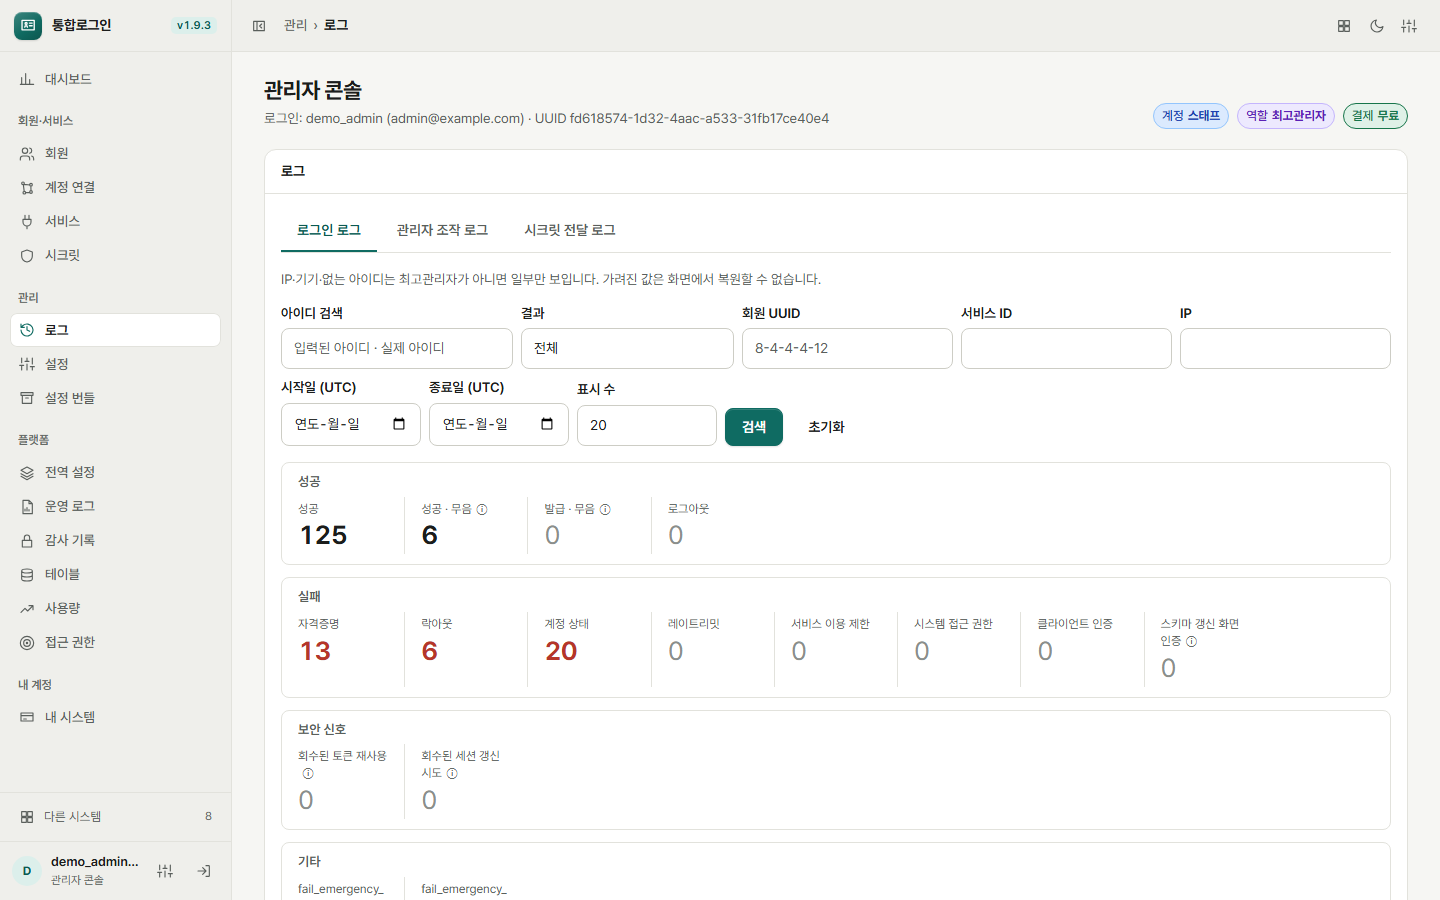 통합로그인
v1.9.3
관리 › 로그
대시보드
회원·서비스
회원
계정 연결
서비스
시크릿
관리
로그
설정
설정 번들
플랫폼
전역 설정
운영 로그
감사 기록
테이블
사용량
접근 권한
내 계정
내 시스템
다른 시스템 8
D
demo_admin...
관리자 콘솔
관리자 콘솔
로그인: demo_admin (admin@example.com) · UUID fd618574-1d32-4aac-a533-31fb17ce40e4
계정 스태프
역할 최고관리자
결제 무료
로그
로그인 로그
관리자 조작 로그
시크릿 전달 로그
IP·기기·없는 아이디는 최고관리자가 아니면 일부만 보입니다. 가려진 값은 화면에서 복원할 수 없습니다.
아이디 검색
입력된 아이디 · 실제 아이디
결과
전체
회원 UUID
8-4-4-4-12
서비스 ID
IP
시작일 (UTC)
연도-월-일
종료일 (UTC)
연도-월-일
표시 수
20
검색
초기화
성공
성공
125
성공 · 무음
6
발급 · 무음
0
로그아웃
0
실패
자격증명
13
락아웃
6
계정 상태
20
레이트리밋
0
서비스 이용 제한
0
시스템 접근 권한
0
클라이언트 인증
0
스키마 갱신 화면
인증
0
보안 신호
회수된 토큰 재사용
0
회수된 세션 갱신
시도
0
기타
fail_emergency_
fail_emergency_